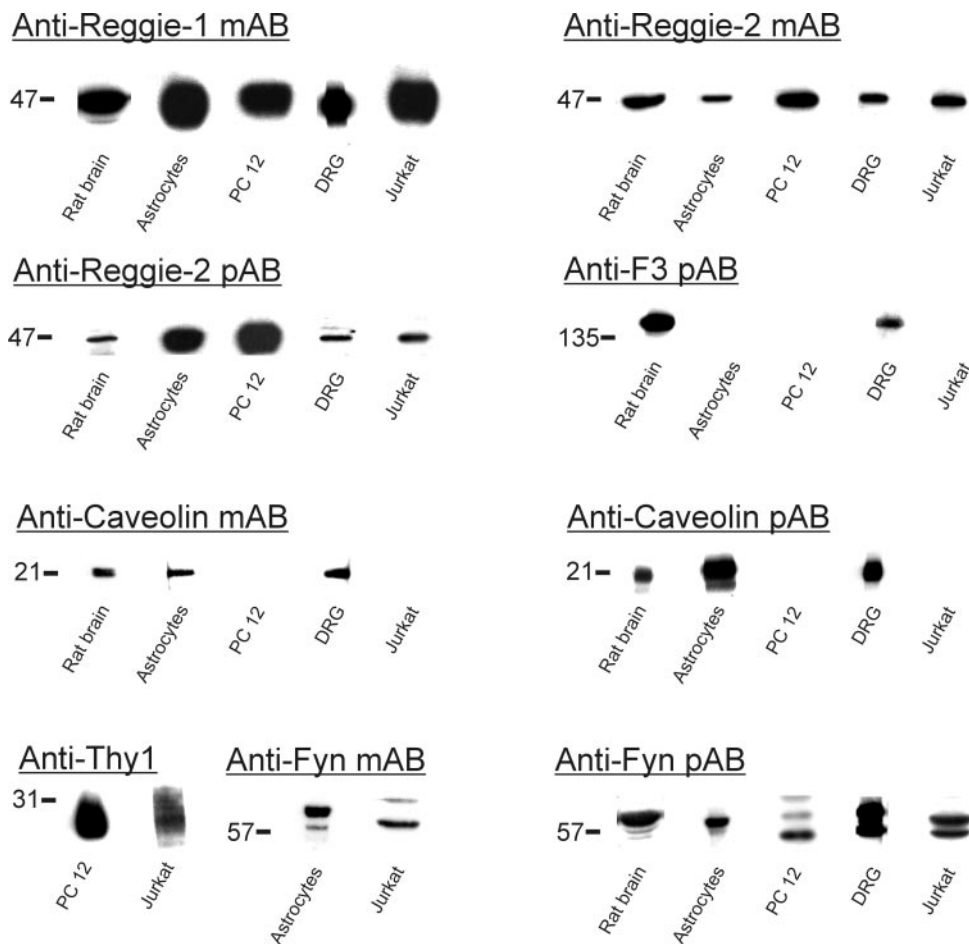 Anti-Reggie-1 mAB
47
Rat brain
Astrocytes
PC 12
DRG
Jurkat
Anti-Reggie-2 mAB
47
Rat brain
Astrocytes
PC 12
DRG
Jurkat
Anti-Reggie-2 pAB
47
Rat brain
Astrocytes
PC 12
DRG
Jurkat
Anti-F3 pAB
135
Rat brain
Astrocytes
PC 12
DRG
Jurkat
Anti-Caveolin mAB
21
Rat brain
Astrocytes
PC 12
DRG
Jurkat
Anti-Caveolin pAB
21
Rat brain
Astrocytes
PC 12
DRG
Jurkat
Anti-Thy1
31
PC 12
Jurkat
Anti-Fyn mAB
57
Astrocytes
Jurkat
Anti-Fyn pAB
57
Rat brain
Astrocytes
PC 12
DRG
Jurkat